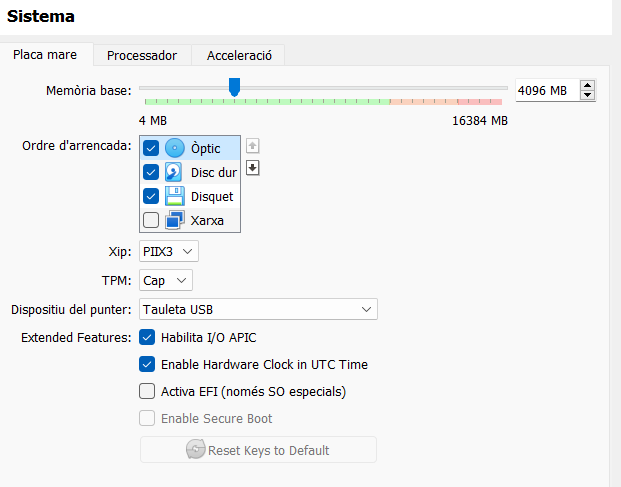 Sistema
Placa mare Processador Acceleració
Memòria base: 4096 MB
4 MB 16384 MB
Ordre d'arrencada: Òptic
Disc dur
Disquet
Xarxa
Xip: PIIX3
TPM: Cap
Dispositiu del punter: Tauleta USB
Extended Features: Habilita I/O APIC
Enable Hardware Clock in UTC Time
Activa EFI (només SO especials)
Enable Secure Boot
Reset Keys to Default